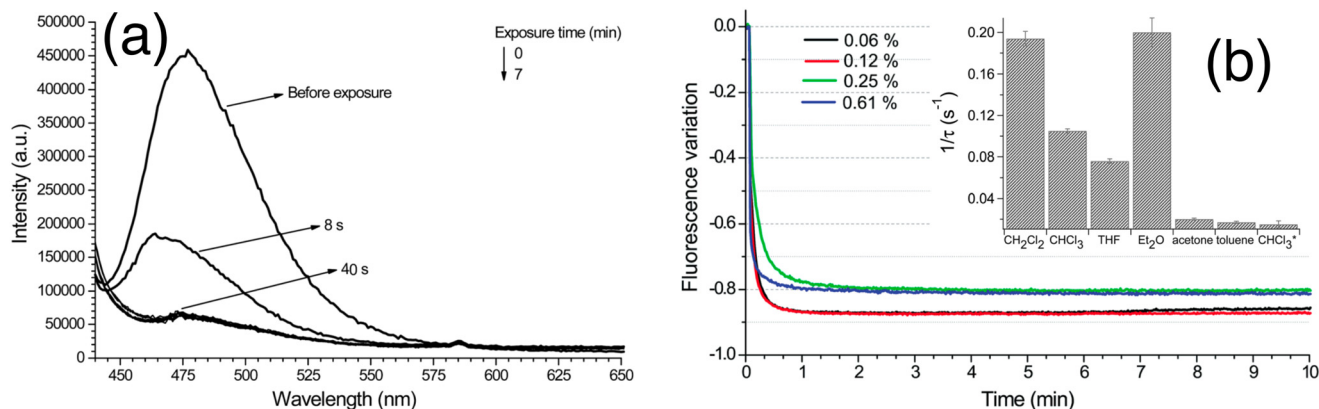 (a)
Exposure time (min)
0
7
Before exposure
8 s
40 s
500000
450000
400000
350000
300000
250000
200000
150000
100000
50000
0
Intensity (a.u.)
450 475 500 525 550 575 600 625 650
Wavelength (nm)
(b)
0.06 %
0.12 %
0.25 %
0.61 %
0.0
-0.2
-0.4
-0.6
-0.8
-1.0
Fluorescence variation
0 1 2 3 4 5 6 7 8 9 10
Time (min)
0.20
0.16
0.12
0.08
0.04
1/τ (s⁻¹)
CH₂Cl₂ CHCl₃ THF Et₂O acetone toluene CHCl₃*